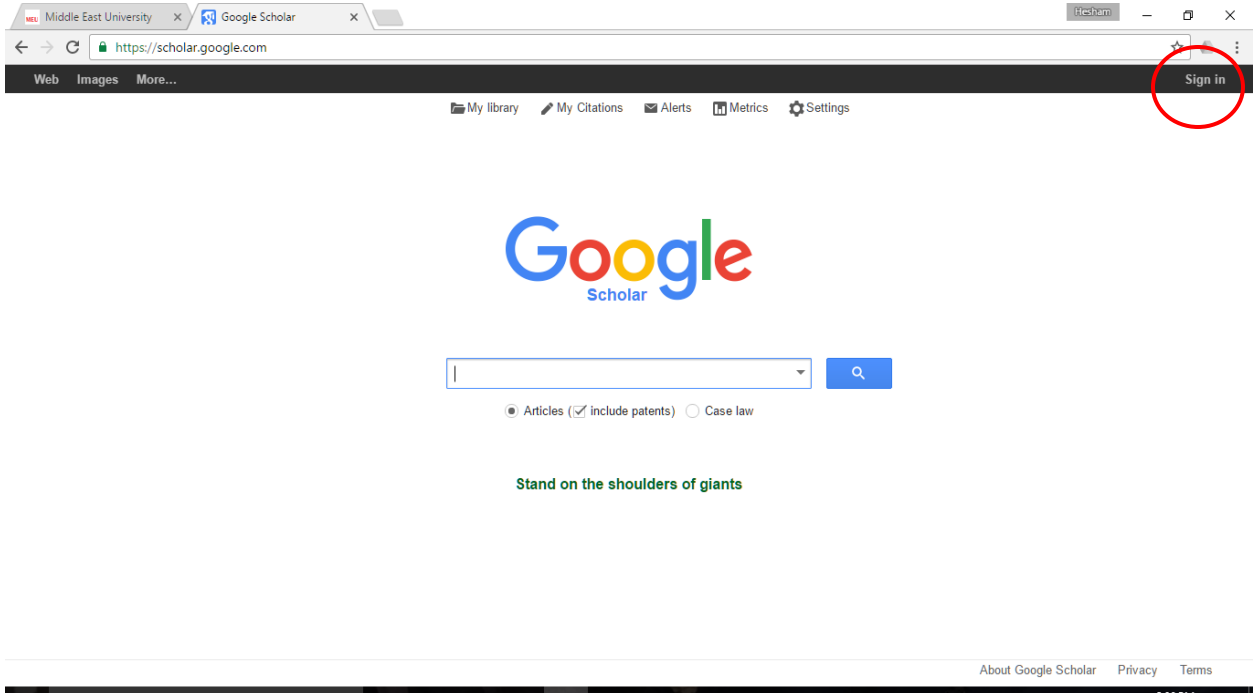 MEU Middle East University Google Scholar Hesham
https://scholar.google.com
Web Images More... Sign in
My library My Citations Alerts Metrics Settings
Google
Scholar
Articles (include patents) Case law
Stand on the shoulders of giants
About Google Scholar Privacy Terms